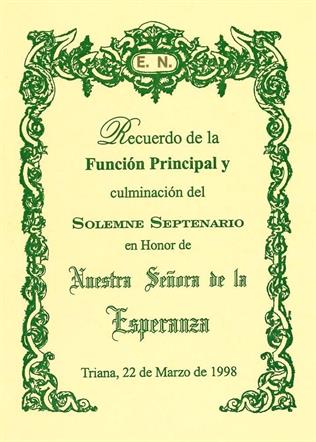 E. N.
Recuerdo de la
Función Principal y
culminación del
SOLEMNE SEPTENARIO
en Honor de
Nuestra Señora de la
Esperanza
Triana, 22 de Marzo de 1998